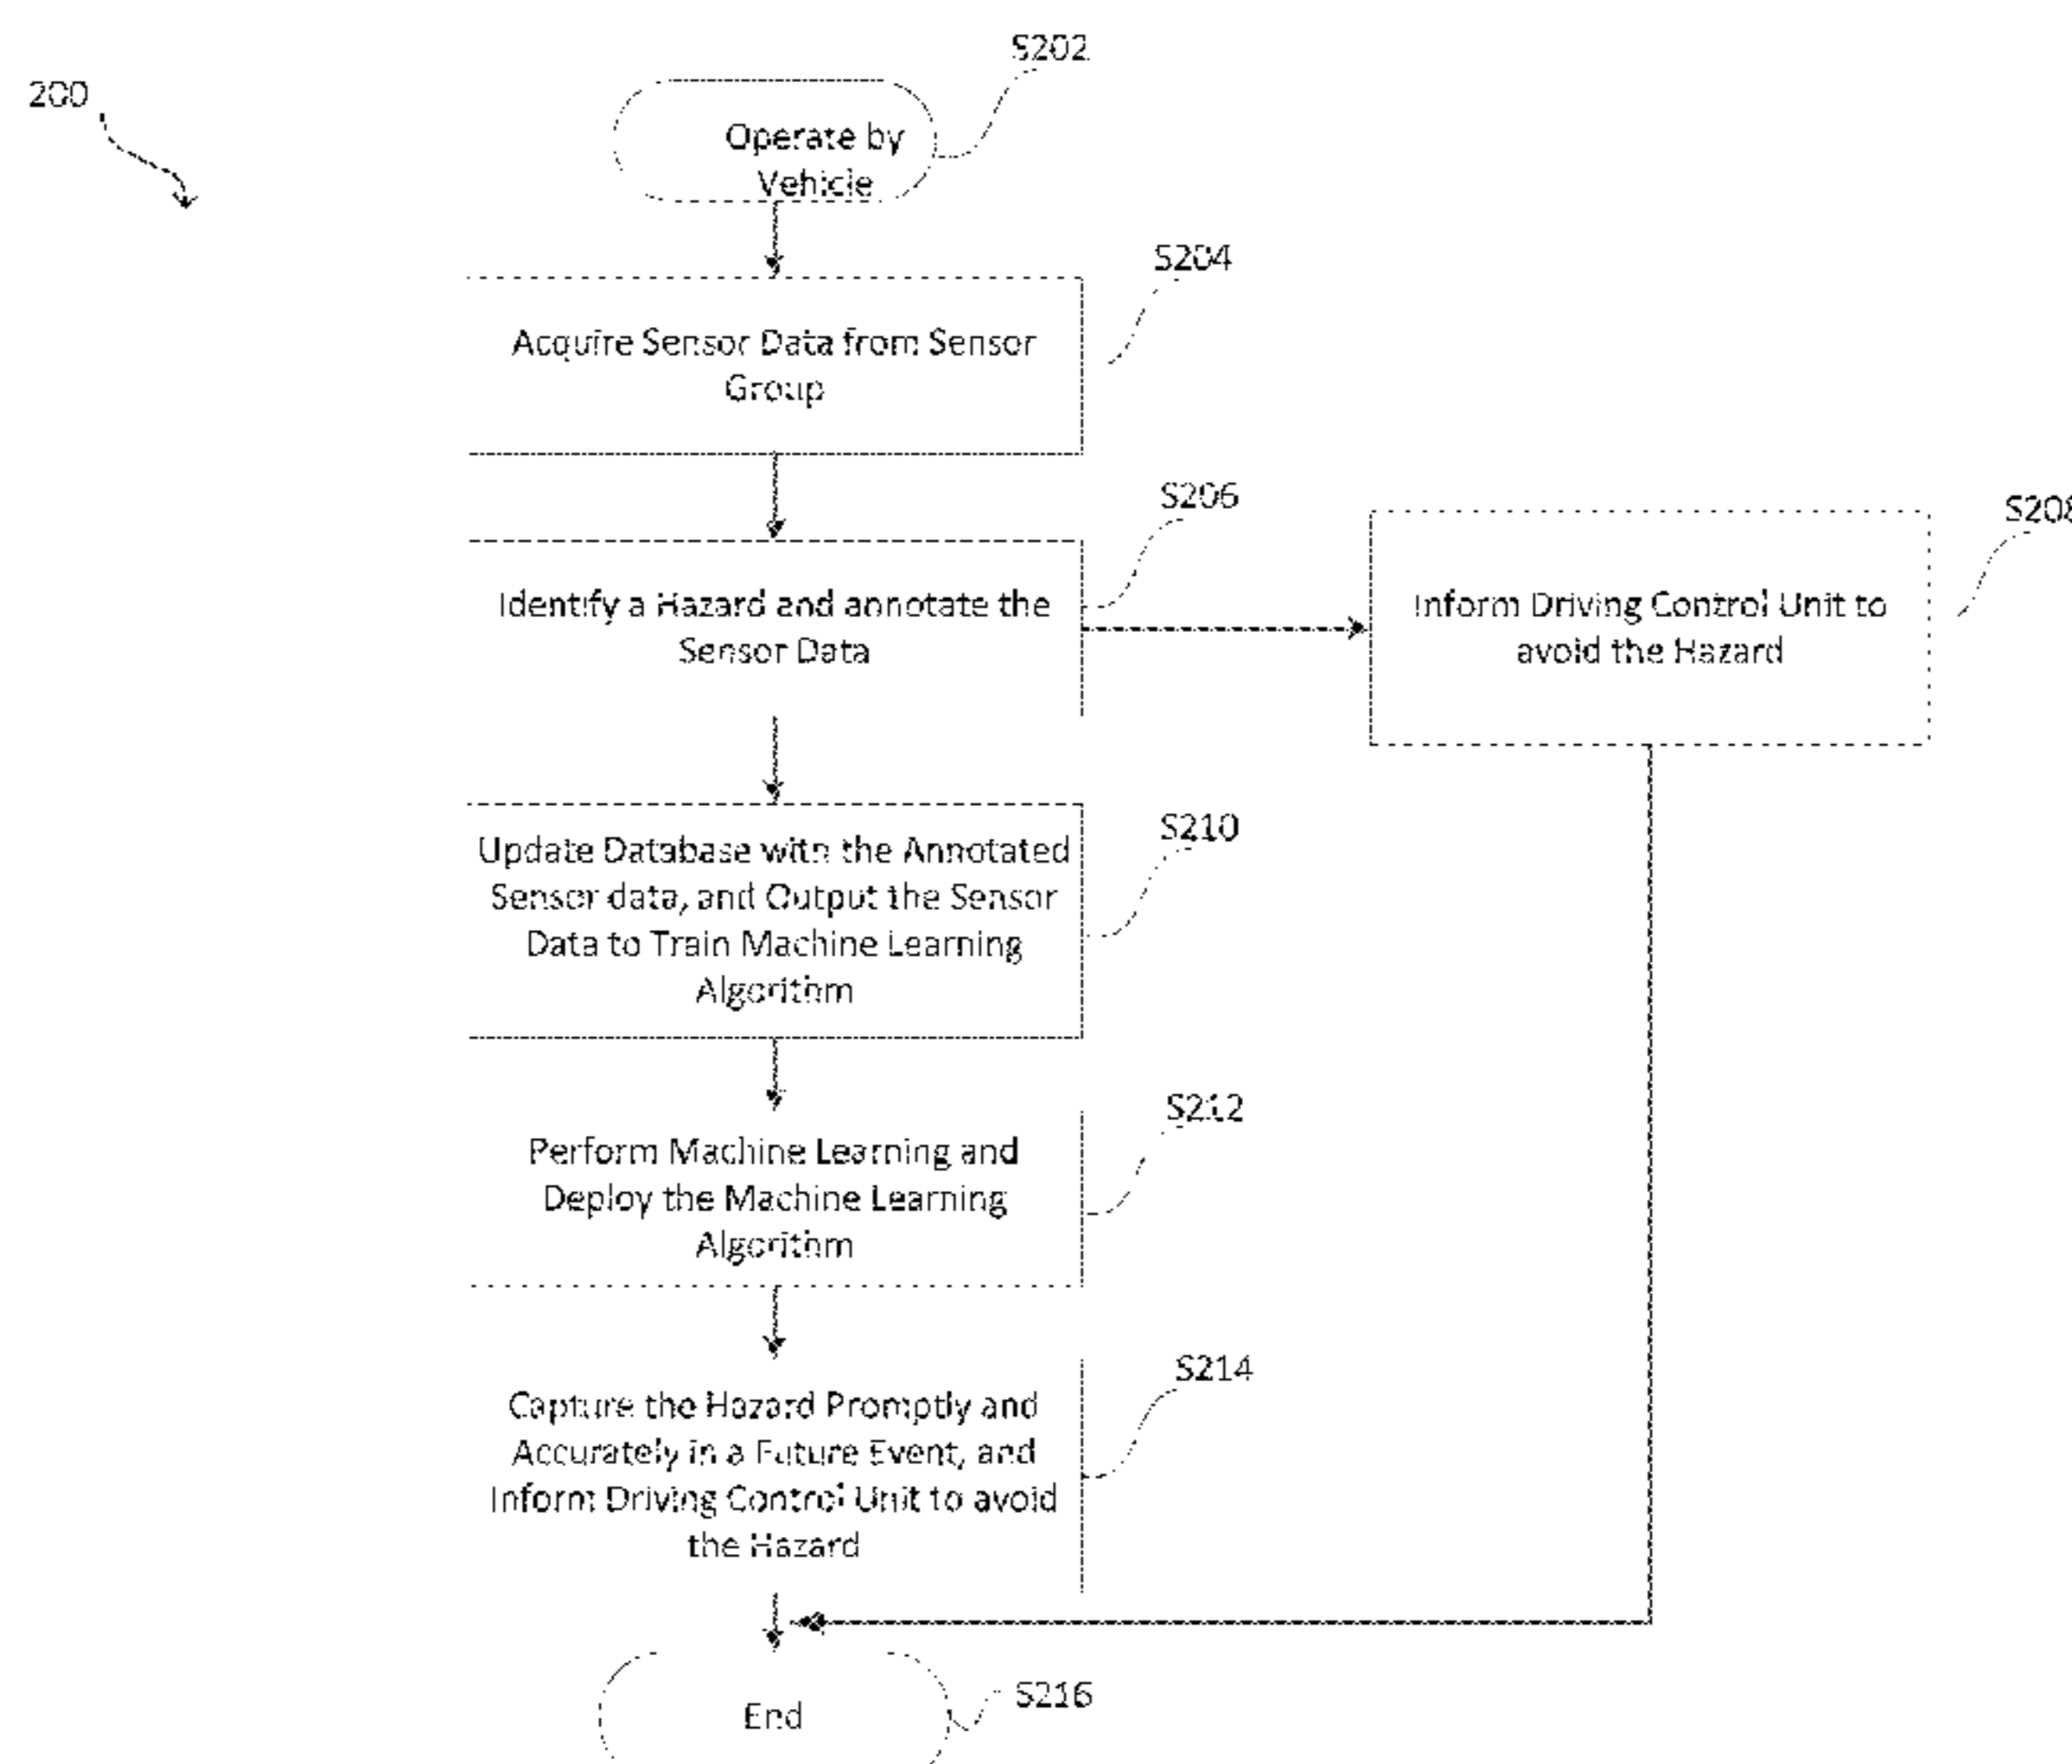 200
S202
Operate by
Vehicle
S204
Acquire Sensor Data from Sensor
Group
S206
Identify a Hazard and annotate the
Sensor Data
S208
Inform Driving Control Unit to
avoid the Hazard
S210
Update Database with the Annotated
Sensor data, and Output the Sensor
Data to Train Machine Learning
Algorithm
S212
Perform Machine Learning and
Deploy the Machine Learning
Algorithm
S214
Capture the Hazard Promptly and
Accurately in a Future Event, and
Inform Driving Control Unit to avoid
the Hazard
End
S216